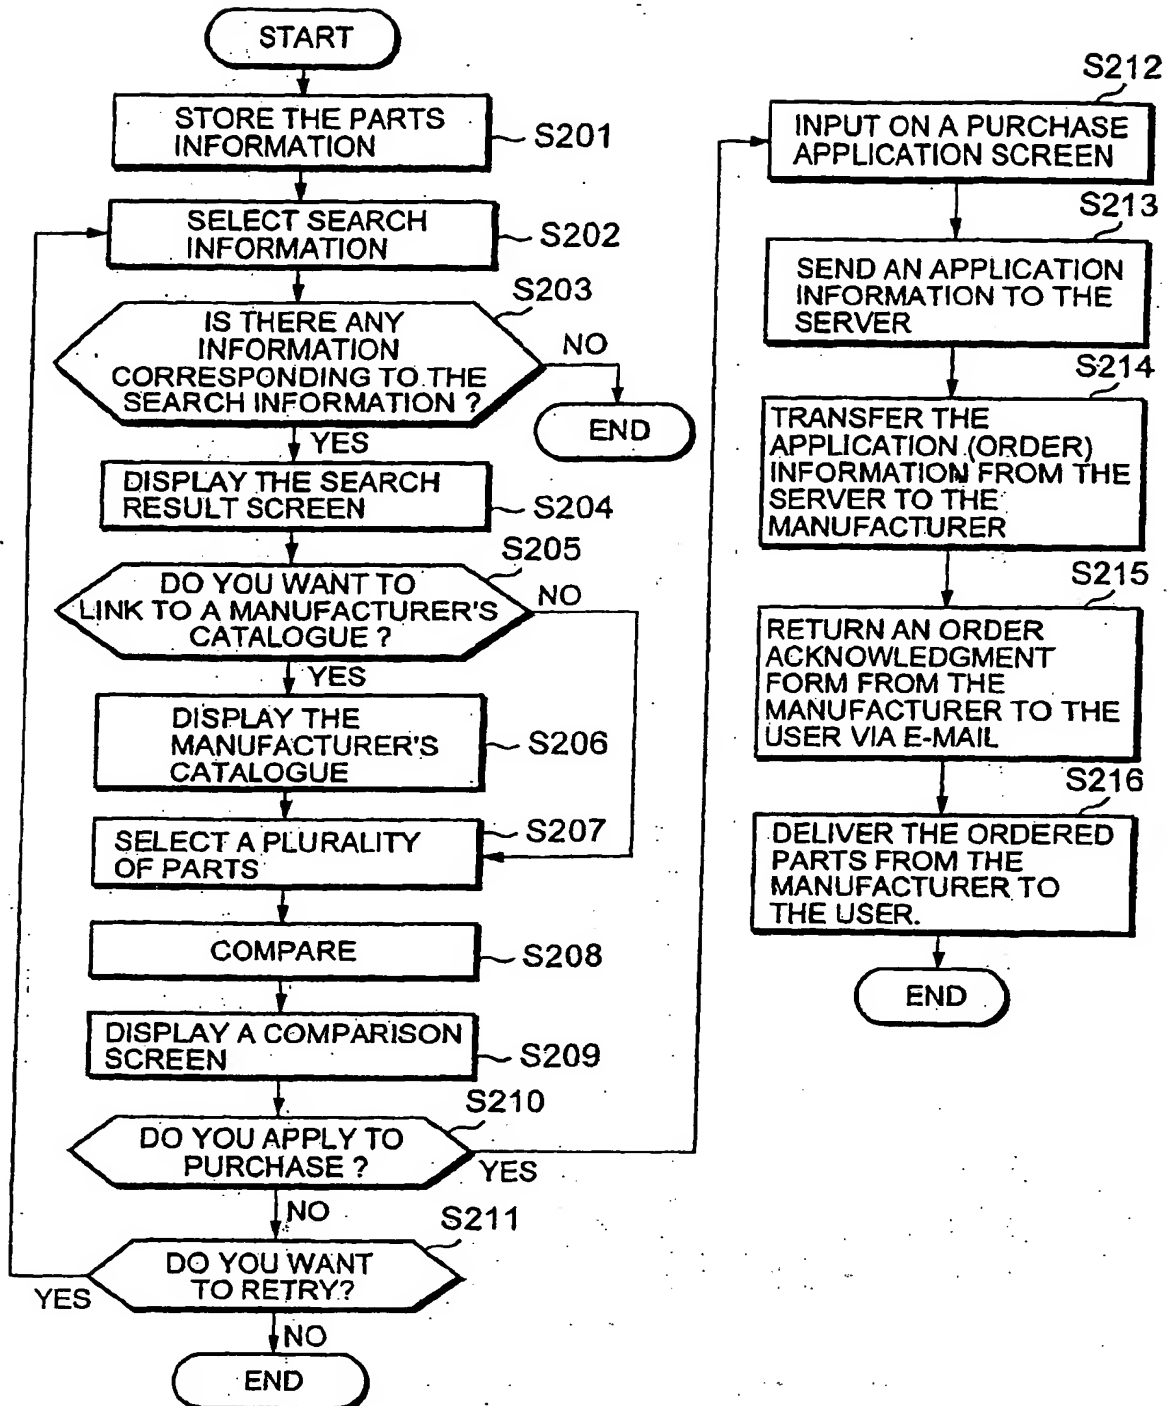 START
STORE THE PARTS
INFORMATION
S201
SELECT SEARCH
INFORMATION
S202
S203
IS THERE ANY
INFORMATION
CORRESPONDING TO THE
SEARCH INFORMATION ?
NO
END
YES
DISPLAY THE SEARCH
RESULT SCREEN
S204
S205
DO YOU WANT TO
LINK TO A MANUFACTURER'S
CATALOGUE ?
NO
YES
DISPLAY THE
MANUFACTURER'S
CATALOGUE
S206
SELECT A PLURALITY
OF PARTS
S207
COMPARE
S208
DISPLAY A COMPARISON
SCREEN
S209
S210
DO YOU APPLY TO
PURCHASE ?
YES
NO
S211
DO YOU WANT
TO RETRY?
YES
NO
END
S212
INPUT ON A PURCHASE
APPLICATION SCREEN
S213
SEND AN APPLICATION
INFORMATION TO THE
SERVER
S214
TRANSFER THE
APPLICATION (ORDER)
INFORMATION FROM THE
SERVER TO THE
MANUFACTURER
S215
RETURN AN ORDER
ACKNOWLEDGMENT
FORM FROM THE
MANUFACTURER TO THE
USER VIA E-MAIL
S216
DELIVER THE ORDERED
PARTS FROM THE
MANUFACTURER TO
THE USER.
END